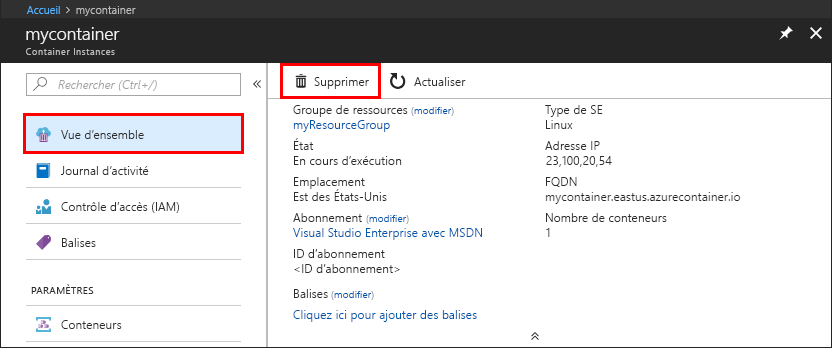 Accueil > mycontainer
mycontainer
Container Instances
Rechercher (Ctrl+/)
«
Vue d'ensemble
Journal d'activité
Contrôle d'accès (IAM)
Balises
PARAMÈTRES
Conteneurs
Supprimer
Actualiser
Groupe de ressources (modifier)
myResourceGroup
État
En cours d'exécution
Emplacement
Est des États-Unis
Abonnement (modifier)
Visual Studio Enterprise avec MSDN
ID d'abonnement
<ID d'abonnement>
Balises (modifier)
Cliquez ici pour ajouter des balises
Type de SE
Linux
Adresse IP
23,100,20,54
FQDN
mycontainer.eastus.azurecontainer.io
Nombre de conteneurs
1